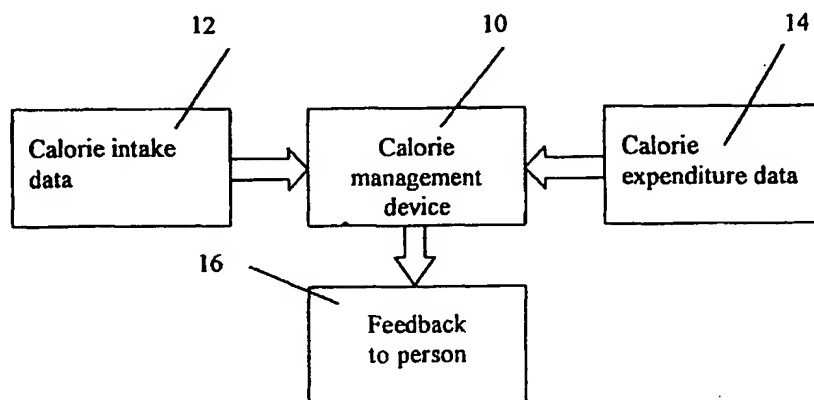 12
10
14
Calorie intake
data
Calorie
management
device
Calorie
expenditure data
16
Feedback
to person